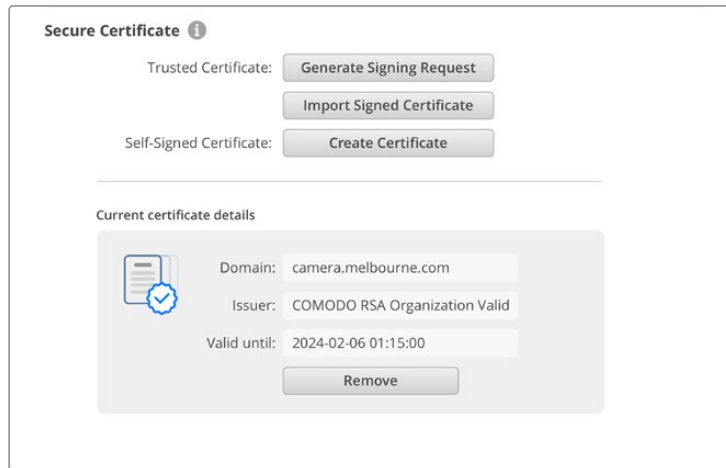 Secure Certificate
Trusted Certificate: Generate Signing Request
Import Signed Certificate
Self-Signed Certificate: Create Certificate
Current certificate details
Domain: camera.melbourne.com
Issuer: COMODO RSA Organization Valid
Valid until: 2024-02-06 01:15:00
Remove